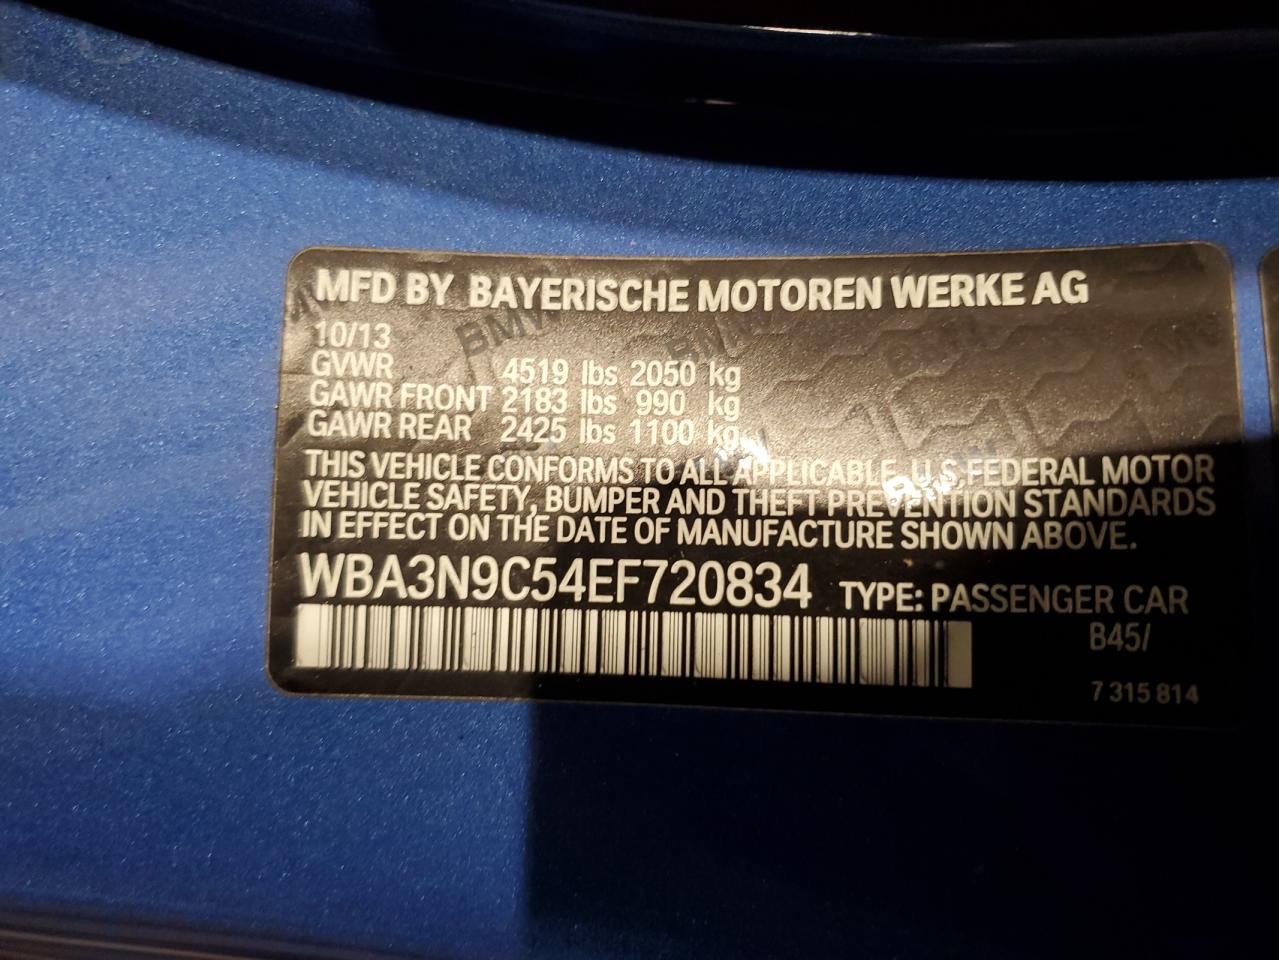 MFD BY BAYERISCHE MOTOREN WERKE AG
10/13
GVWR 4519 lbs 2050 kg
GAWR FRONT 2183 lbs 990 kg
GAWR REAR 2425 lbs 1100 kg
THIS VEHICLE CONFORMS TO ALL APPLICABLE U.S.FEDERAL MOTOR
VEHICLE SAFETY, BUMPER AND THEFT PREVENTION STANDARDS
IN EFFECT ON THE DATE OF MANUFACTURE SHOWN ABOVE.
WBA3N9C54EF720834 TYPE: PASSENGER CAR
B45/
7 315 814